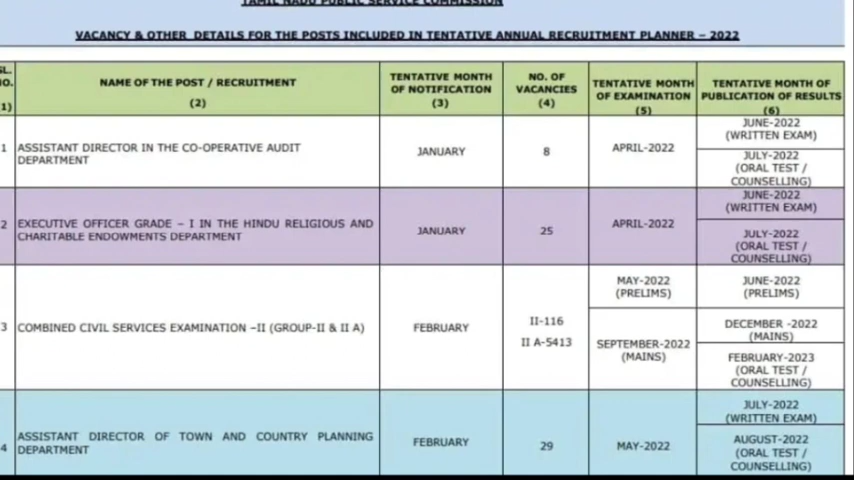 TAMIL NADU PUBLIC SERVICE COMMISSION
VACANCY & OTHER DETAILS FOR THE POSTS INCLUDED IN TENTATIVE ANNUAL RECRUITMENT PLANNER – 2022
SL.
NO.
(1)
NAME OF THE POST / RECRUITMENT
(2)
TENTATIVE MONTH
OF NOTIFICATION
(3)
NO. OF
VACANCIES
(4)
TENTATIVE MONTH
OF EXAMINATION
(5)
TENTATIVE MONTH OF
PUBLICATION OF RESULTS
(6)
1
ASSISTANT DIRECTOR IN THE CO-OPERATIVE AUDIT
DEPARTMENT
JANUARY
8
APRIL-2022
JUNE-2022
(WRITTEN EXAM)
JULY-2022
(ORAL TEST /
COUNSELLING)
2
EXECUTIVE OFFICER GRADE – I IN THE HINDU RELIGIOUS AND
CHARITABLE ENDOWMENTS DEPARTMENT
JANUARY
25
APRIL-2022
JUNE-2022
(WRITTEN EXAM)
JULY-2022
(ORAL TEST /
COUNSELLING)
3
COMBINED CIVIL SERVICES EXAMINATION –II (GROUP-II & II A)
FEBRUARY
II-116
II A-5413
MAY-2022
(PRELIMS)
SEPTEMBER-2022
(MAINS)
JUNE-2022
(PRELIMS)
DECEMBER -2022
(MAINS)
FEBRUARY-2023
(ORAL TEST /
COUNSELLING)
4
ASSISTANT DIRECTOR OF TOWN AND COUNTRY PLANNING
DEPARTMENT
FEBRUARY
29
MAY-2022
JULY-2022
(WRITTEN EXAM)
AUGUST-2022
(ORAL TEST /
COUNSELLING)